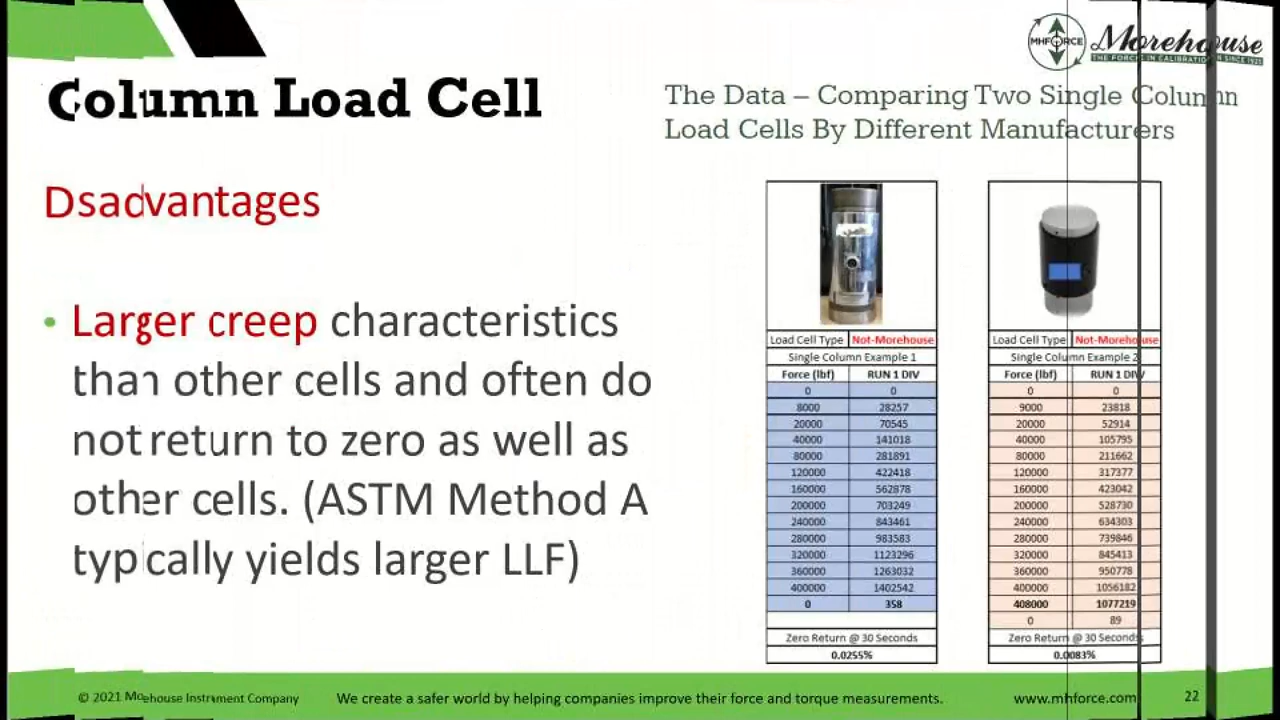 MHFORCE
Morehouse
THE FORCE IN CALIBRATION SINCE 1925
Column Load Cell
The Data – Comparing Two Single Column
Load Cells By Different Manufacturers
Dsadvantages
• Larger creep characteristics
than other cells and often do
not return to zero as well as
other cells. (ASTM Method A
typically yields larger LLF)
Load Cell Type Not-Morehouse
Single Column Example 1
Force (lbf) RUN 1 DIV
0 0
8000 28257
20000 70545
40000 141018
80000 281891
120000 422418
160000 562878
200000 703249
240000 843461
280000 983583
320000 1123296
360000 1263032
400000 1402542
0 358
Zero Return @ 30 Seconds
0.0255%
Load Cell Type Not-Morehouse
Single Column Example 2
Force (lbf) RUN 1 DIV
0 0
9000 23818
20000 52914
40000 105795
80000 211662
120000 317377
160000 423042
200000 528730
240000 634303
280000 739846
320000 845413
360000 950778
400000 1056182
408000 1077219
0 89
Zero Return @ 30 Seconds
0.0083%
© 2021 Morehouse Instrument Company We create a safer world by helping companies improve their force and torque measurements. www.mhforce.com 22